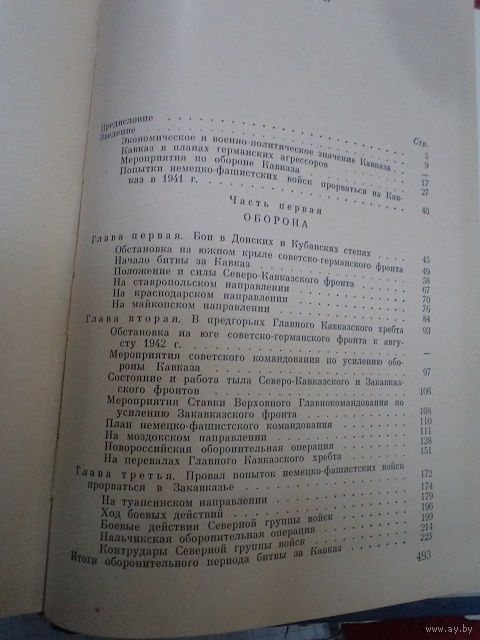 Стр.
Предисловие . . . 5
Введение . . . 9
Экономическое и военно-политическое значение Кавказа . —
Кавказ в планах германских агрессоров . . . 17
Мероприятия по обороне Кавказа . . . 27
Попытки немецко-фашистских войск прорваться на Кав-
каз в 1941 г. . . . 40
Часть первая
ОБОРОНА
Глава первая. Бои в Донских и Кубанских степях . . . 45
Обстановка на южном крыле советско-германского фронта 49
Начало битвы за Кавказ . . . 58
Положение и силы Северо-Кавказского фронта . . . 67
На ставропольском направлении . . . 70
На краснодарском направлении . . . 76
На майкопском направлении . . . 84
Глава вторая. В предгорьях Главного Кавказского хребта 93
Обстановка на юге советско-германского фронта к авгу-
сту 1942 г. . . . —
Мероприятия советского командования по усилению обо-
роны Кавказа . . . 97
Состояние и работа тыла Северо-Кавказского и Закавказ-
ского фронтов . . . 106
Мероприятия Ставки Верховного Главнокомандования по
усилению Закавказского фронта . . . 108
План немецко-фашистского командования . . . 110
На моздокском направлении . . . 111
Новороссийская оборонительная операция . . . 128
На перевалах Главного Кавказского хребта . . . 151
Глава третья. Провал попыток немецко-фашистских войск
прорваться в Закавказье . . . 172
На туапсинском направлении . . . 174
Ход боевых действий . . . 179
Боевые действия Северной группы войск . . . 196
Нальчикская оборонительная операция . . . 199
Контрудары Северной группы войск . . . 214
Итоги оборонительного периода битвы за Кавказ . . . 225
493
www.ay.by